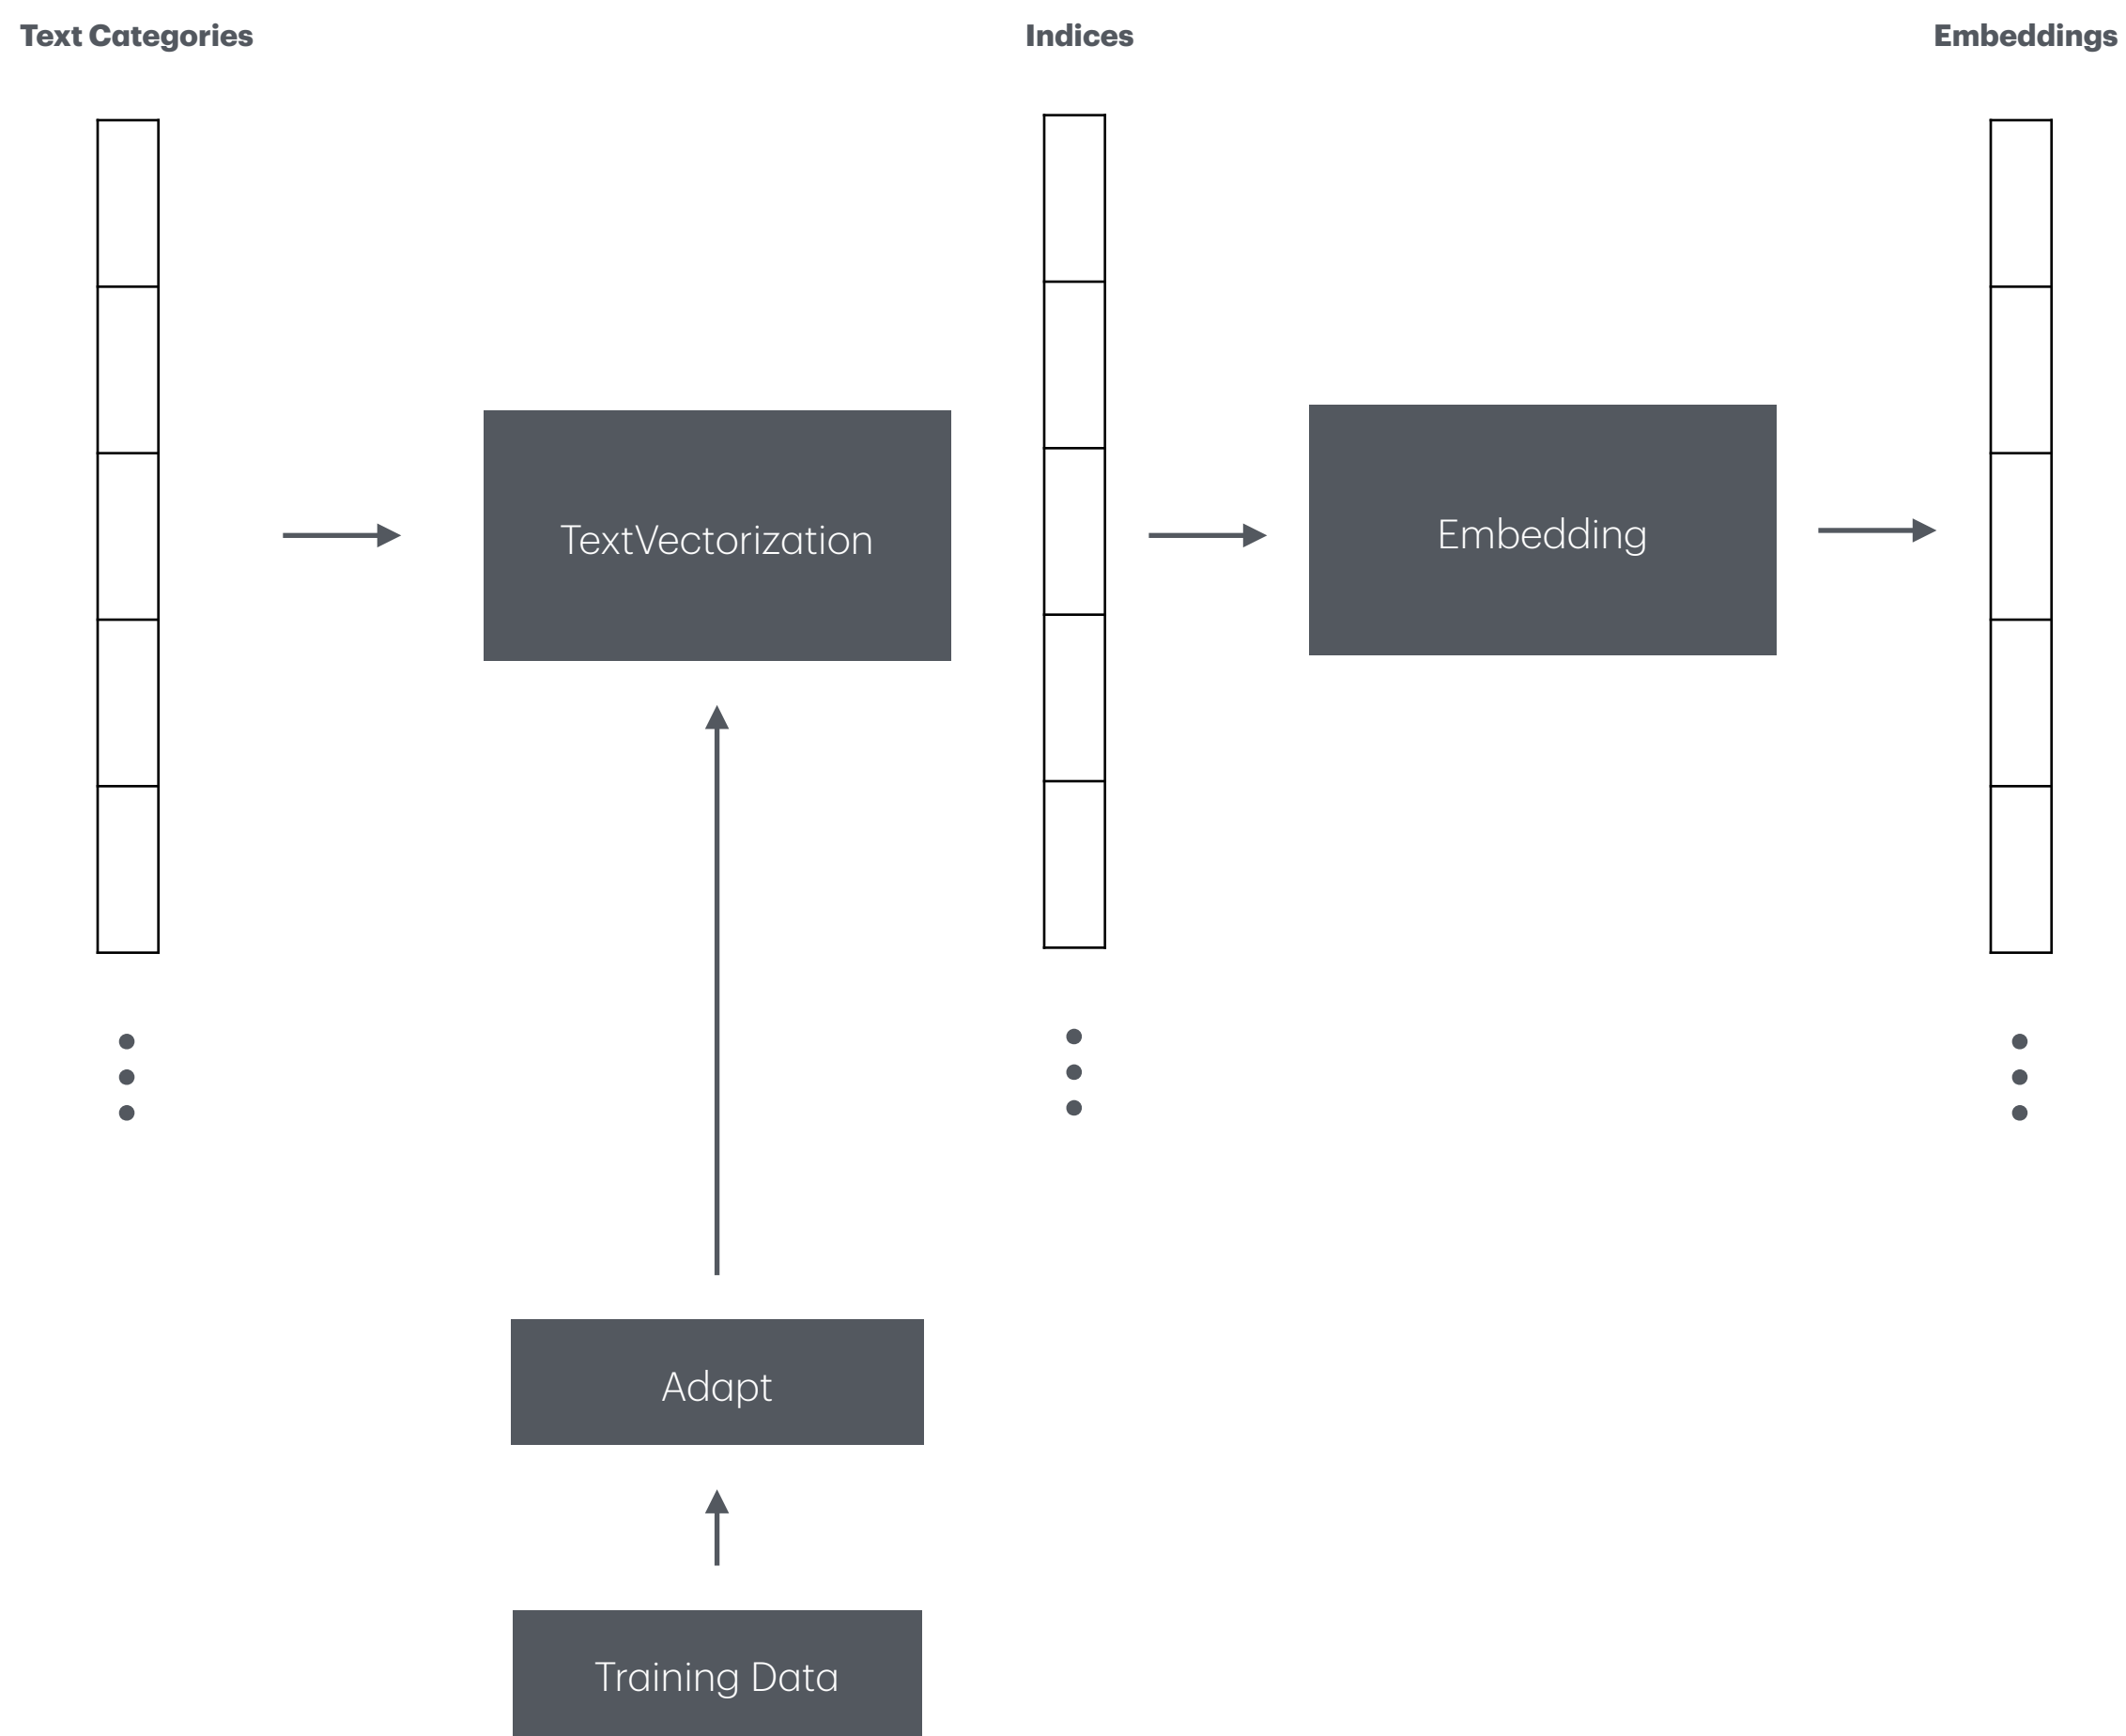 Text Categories
Indices
Embeddings
TextVectorization
Embedding
Adapt
Training Data